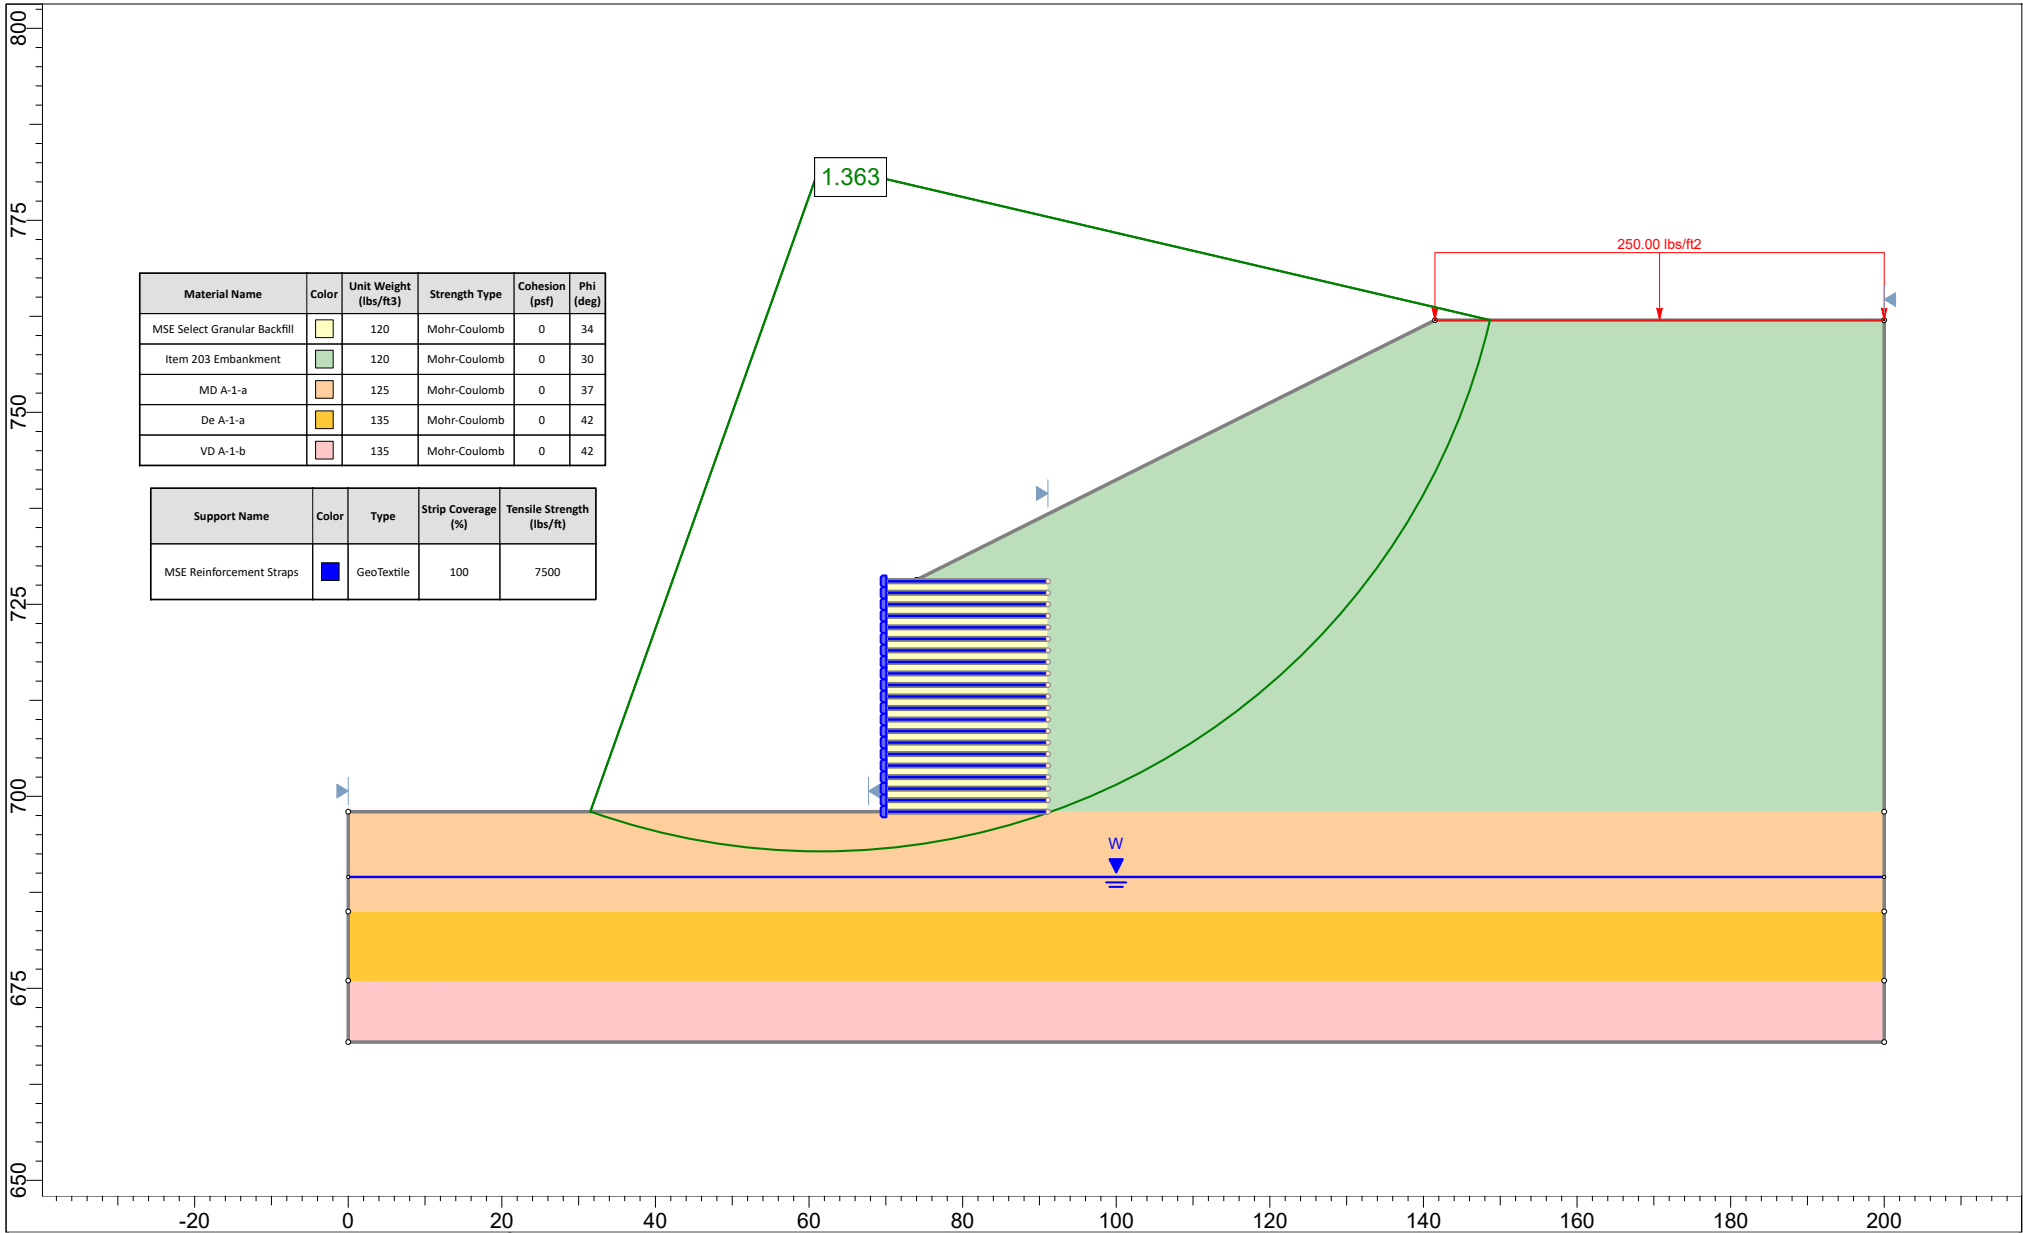 800
775
750
725
700
675
650
1.363
250.00 lbs/ft2
Material Name Color Unit Weight (lbs/ft3) Strength Type Cohesion (psf) Phi (deg)
MSE Select Granular Backfill 120 Mohr-Coulomb 0 34
Item 203 Embankment 120 Mohr-Coulomb 0 30
MD A-1-a 125 Mohr-Coulomb 0 37
De A-1-a 135 Mohr-Coulomb 0 42
VD A-1-b 135 Mohr-Coulomb 0 42
Support Name Color Type Strip Coverage (%) Tensile Strength (lbs/ft)
MSE Reinforcement Straps GeoTextile 100 7500
W
-20 0 20 40 60 80 100 120 140 160 180 200